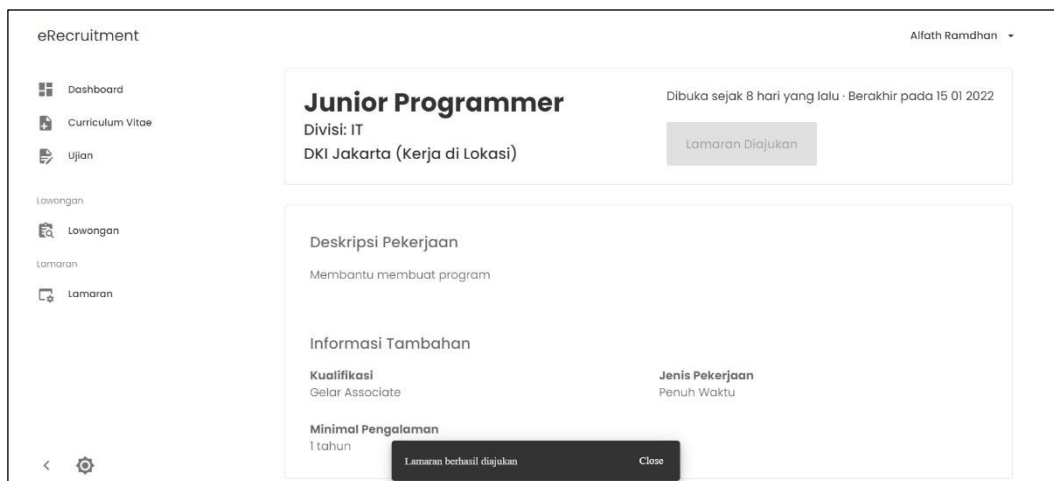 eRecruitment
Alfath Ramdhan
Dashboard
Curriculum Vitae
Ujian
Lowongan
Lowongan
Lamaran
Lamaran
Junior Programmer
Divisi: IT
DKI Jakarta (Kerja di Lokasi)
Dibuka sejak 8 hari yang lalu · Berakhir pada 15 01 2022
Lamaran Diajukan
Deskripsi Pekerjaan
Membantu membuat program
Informasi Tambahan
Kualifikasi
Gelar Associate
Jenis Pekerjaan
Penuh Waktu
Minimal Pengalaman
1 tahun
Lamaran berhasil diajukan Close